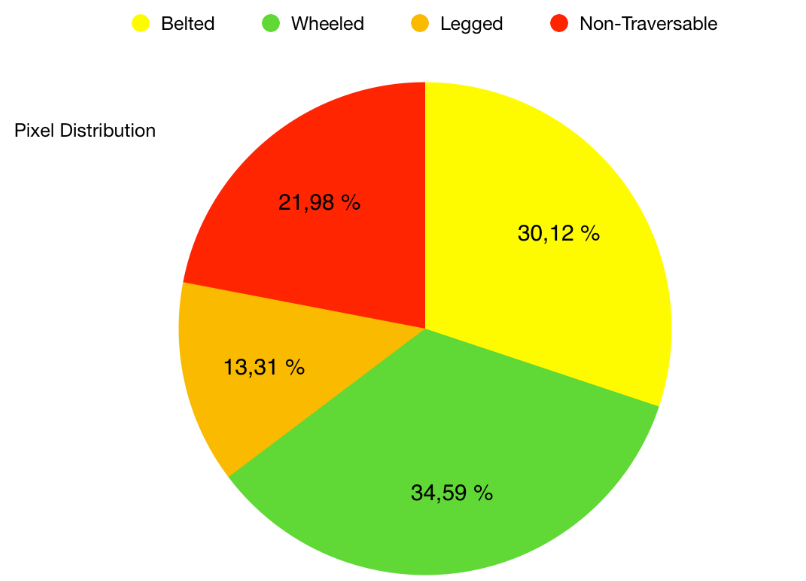 Belted Wheeled Legged Non-Traversable
Pixel Distribution
21,98 %
30,12 %
13,31 %
34,59 %